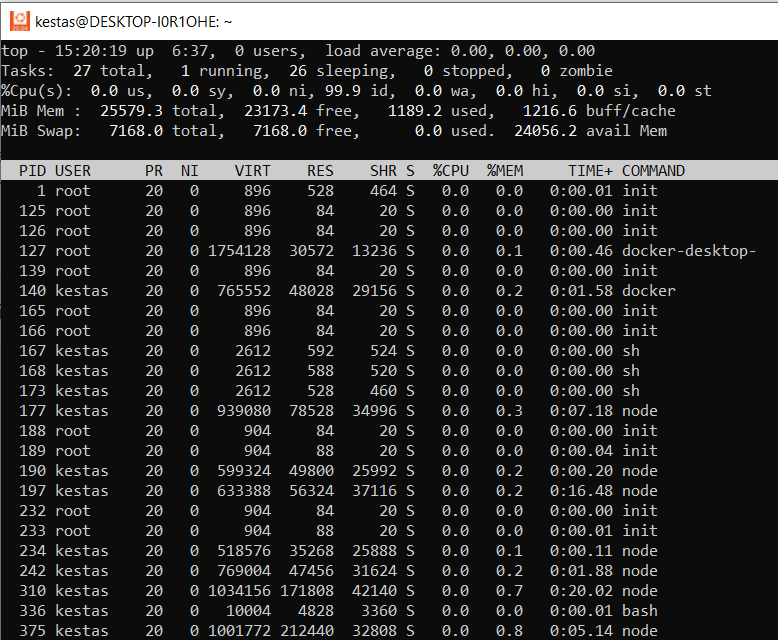 kestas@DESKTOP-I0R1OHE: ~
top - 15:20:19 up  6:37,  0 users,  load average: 0.00, 0.00, 0.00
Tasks:  27 total,   1 running,  26 sleeping,   0 stopped,   0 zombie
%Cpu(s):  0.0 us,  0.0 sy,  0.0 ni, 99.9 id,  0.0 wa,  0.0 hi,  0.0 si,  0.0 st
MiB Mem :  25579.3 total,  23173.4 free,   1189.2 used,   1216.6 buff/cache
MiB Swap:   7168.0 total,   7168.0 free,      0.0 used.  24056.2 avail Mem
PID USER      PR  NI    VIRT    RES    SHR S  %CPU  %MEM     TIME+ COMMAND
1 root      20   0     896    528    464 S   0.0   0.0   0:00.01 init
125 root      20   0     896     84     20 S   0.0   0.0   0:00.00 init
126 root      20   0     896     84     20 S   0.0   0.0   0:00.00 init
127 root      20   0 1754128  30572  13236 S   0.0   0.1   0:00.46 docker-desktop-
139 root      20   0     896     84     20 S   0.0   0.0   0:00.00 init
140 kestas    20   0  765552  48028  29156 S   0.0   0.2   0:01.58 docker
165 root      20   0     896     84     20 S   0.0   0.0   0:00.00 init
166 root      20   0     896     84     20 S   0.0   0.0   0:00.00 init
167 kestas    20   0    2612    592    524 S   0.0   0.0   0:00.00 sh
168 kestas    20   0    2612    588    520 S   0.0   0.0   0:00.00 sh
173 kestas    20   0    2612    528    460 S   0.0   0.0   0:00.00 sh
177 kestas    20   0  939080  78528  34996 S   0.0   0.3   0:07.18 node
188 root      20   0     904     84     20 S   0.0   0.0   0:00.00 init
189 root      20   0     904     88     20 S   0.0   0.0   0:00.04 init
190 kestas    20   0  599324  49800  25992 S   0.0   0.2   0:00.20 node
197 kestas    20   0  633388  56324  37116 S   0.0   0.2   0:16.48 node
232 root      20   0     904     84     20 S   0.0   0.0   0:00.00 init
233 root      20   0     904     88     20 S   0.0   0.0   0:00.01 init
234 kestas    20   0  518576  35268  25888 S   0.0   0.1   0:00.11 node
242 kestas    20   0  769004  47456  31624 S   0.0   0.2   0:01.88 node
310 kestas    20   0 1034156 171808  42140 S   0.0   0.7   0:20.02 node
336 kestas    20   0   10004   4828   3360 S   0.0   0.0   0:00.01 bash
375 kestas    20   0 1001772 212440  32808 S   0.0   0.8   0:05.14 node